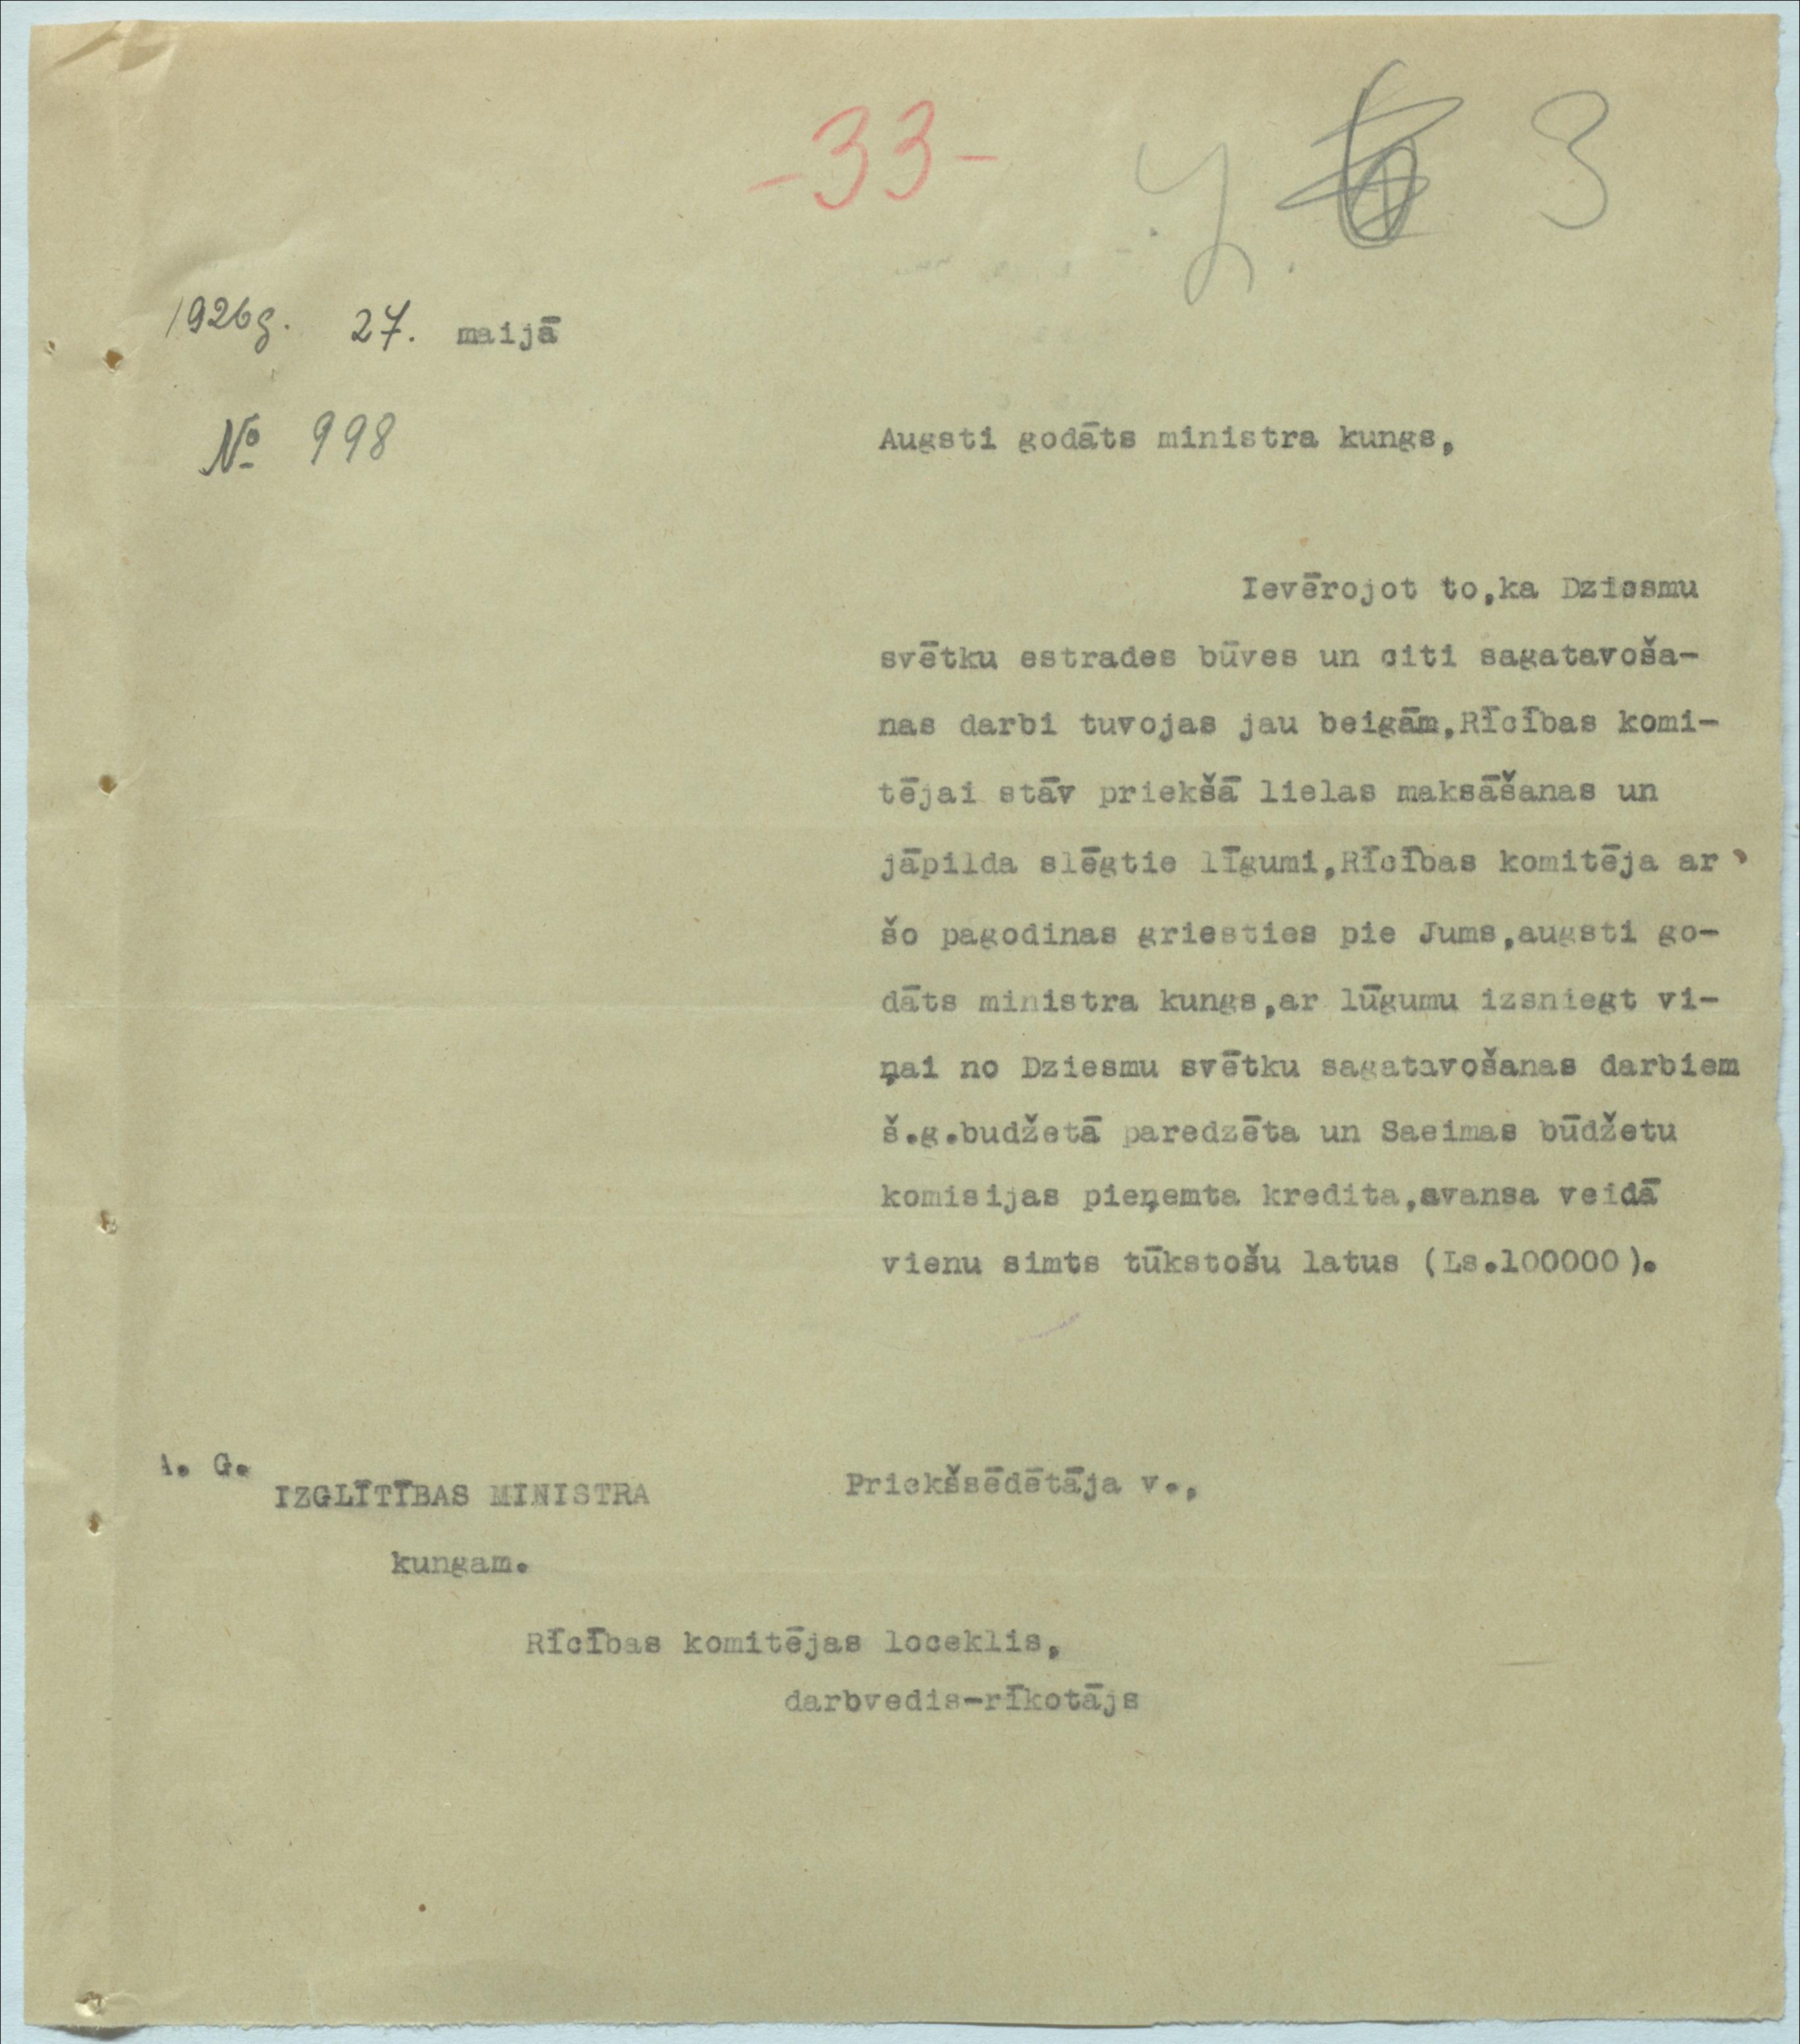 -33-
3
1926g. 27. maijā
№ 998
Augsti godāts ministra kungs,
Ievērojot to,ka Dziesmu
svētku estrades būves un citi sagatavoša-
nas darbi tuvojas jau beigām,Rīcības komi-
tējai stāv priekšā lielas maksāšanas un
jāpilda slēgtie līgumi,Rīcības komitēja ar
šo pagodinas griesties pie Jums,augsti go-
dāts ministra kungs,ar lūgumu izsniegt vi-
ņai no Dziesmu svētku sagatavošanas darbiem
š.g.budžetā paredzēta un Saeimas būdžetu
komisijas pieņemta kredita,avansa veidā
vienu simts tūkstošu latus (Ls.100000).
A. G.
IZGLĪTĪBAS MINISTRA
kungam.
Priekšsēdētāja v.,
Rīcības komitējas loceklis,
darbvedis-rīkotājs